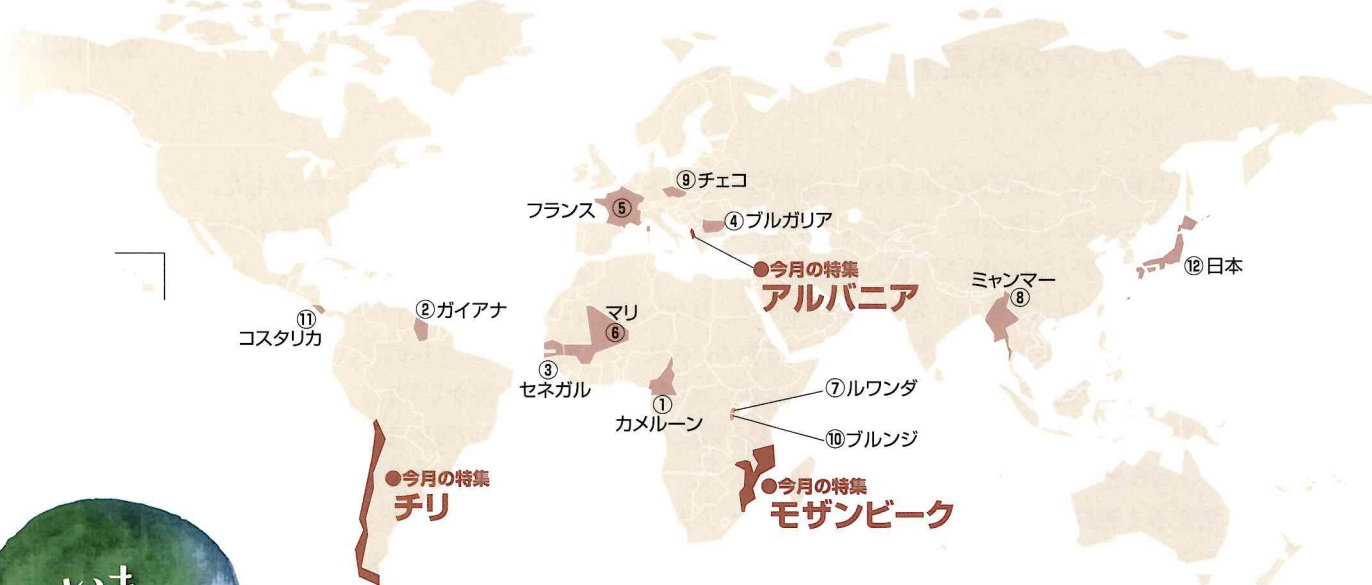 ⑨チェコ
フランス
⑤
④ブルガリア
●今月の特集
アルバニア
⑫日本
ミャンマー
⑧
②ガイアナ
⑪
コスタリカ
マリ
⑥
③
セネガル
①
カメルーン
⑦ルワンダ
⑩ブルンジ
●今月の特集
チリ
●今月の特集
モザンビーク